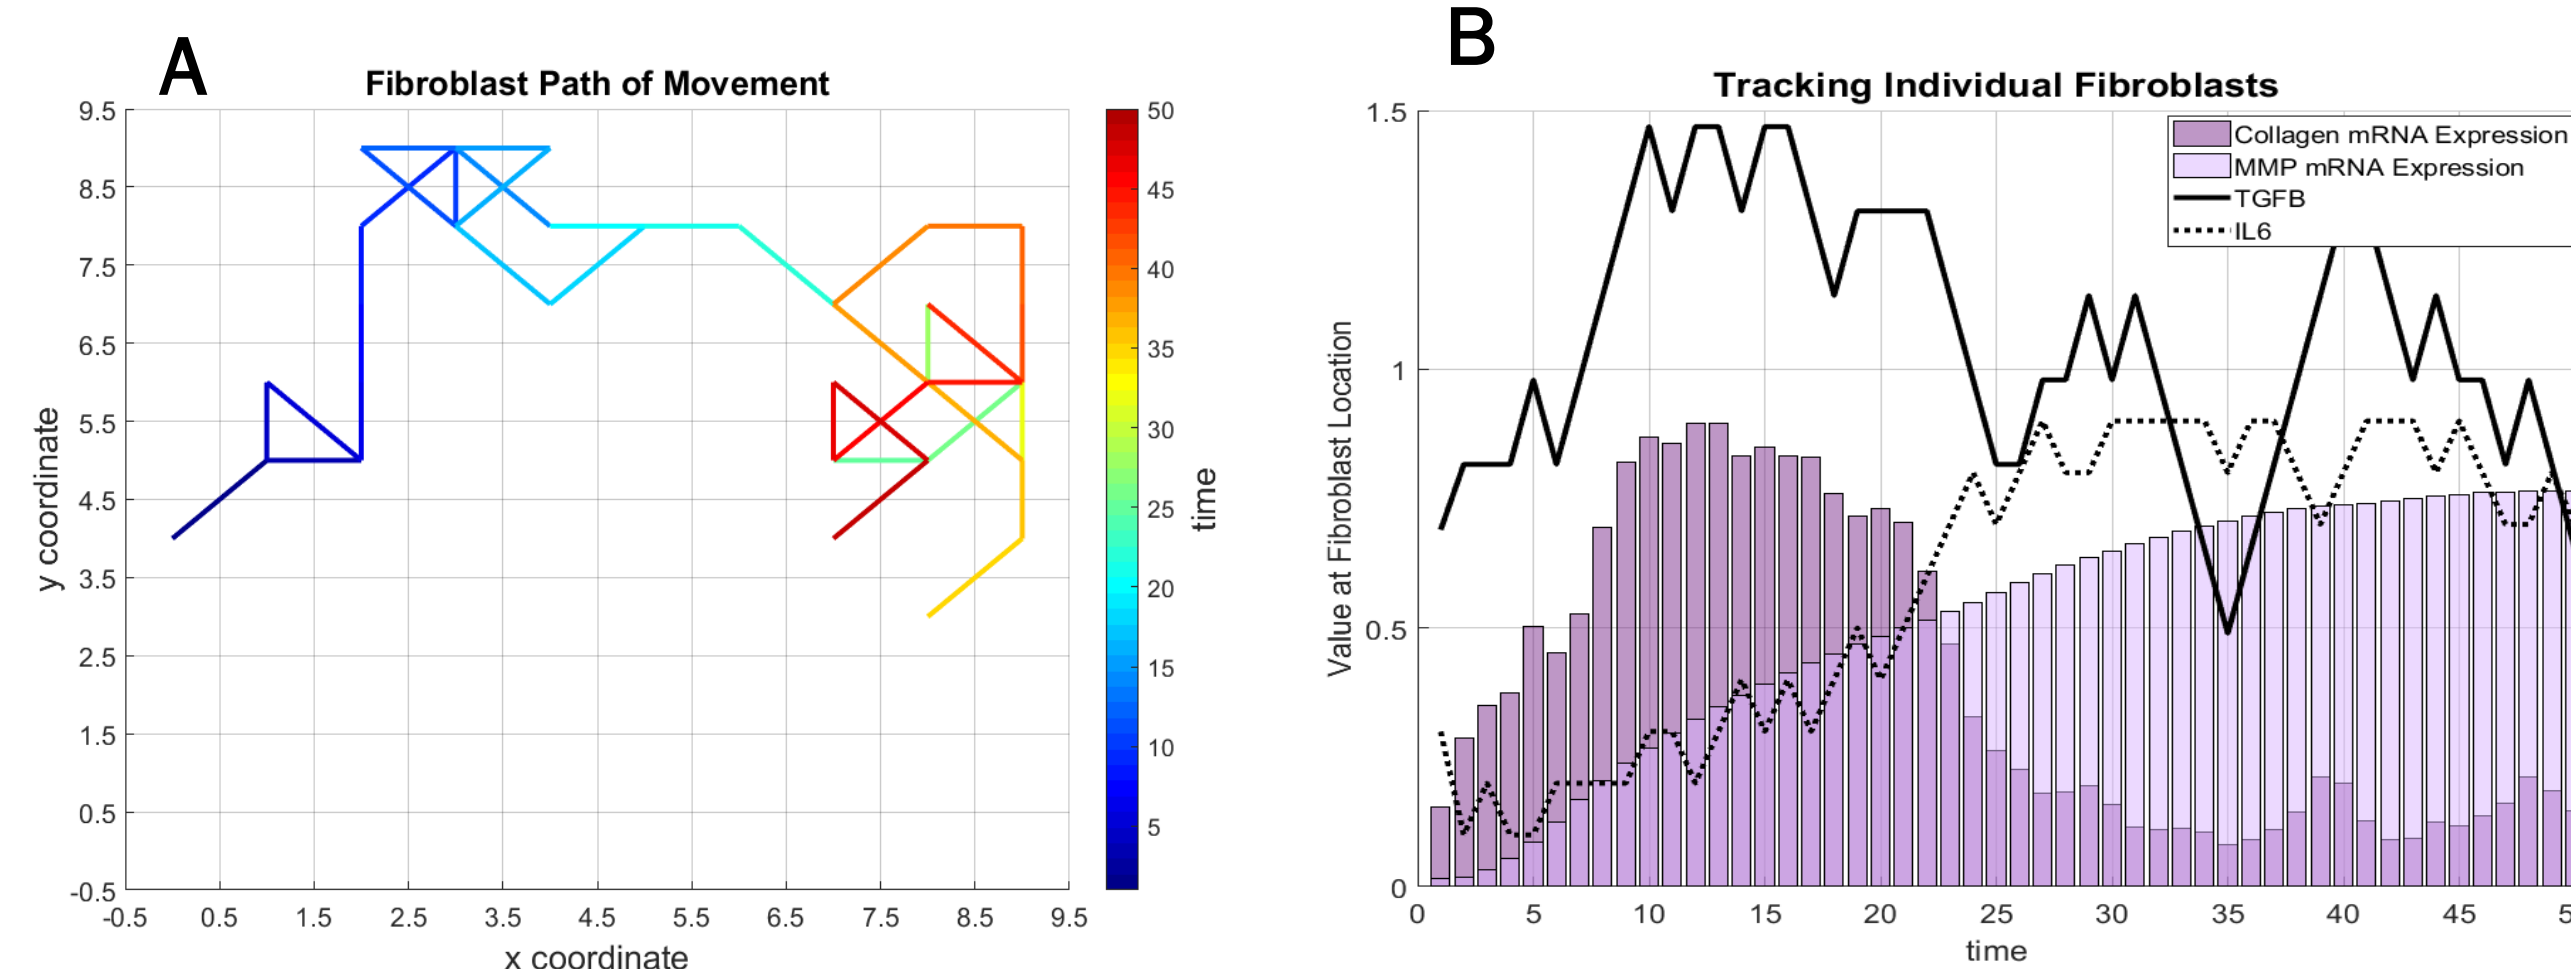 A
Fibroblast Path of Movement
9.5
8.5
7.5
6.5
5.5
4.5
3.5
2.5
1.5
0.5
-0.5
y coordinate
-0.5 0.5 1.5 2.5 3.5 4.5 5.5 6.5 7.5 8.5 9.5
x coordinate
50
45
40
35
30
25
20
15
10
5
time
B
Tracking Individual Fibroblasts
1.5
1
0.5
0
Value at Fibroblast Location
Collagen mRNA Expression
MMP mRNA Expression
TGFB
IL6
0 5 10 15 20 25 30 35 40 45
time